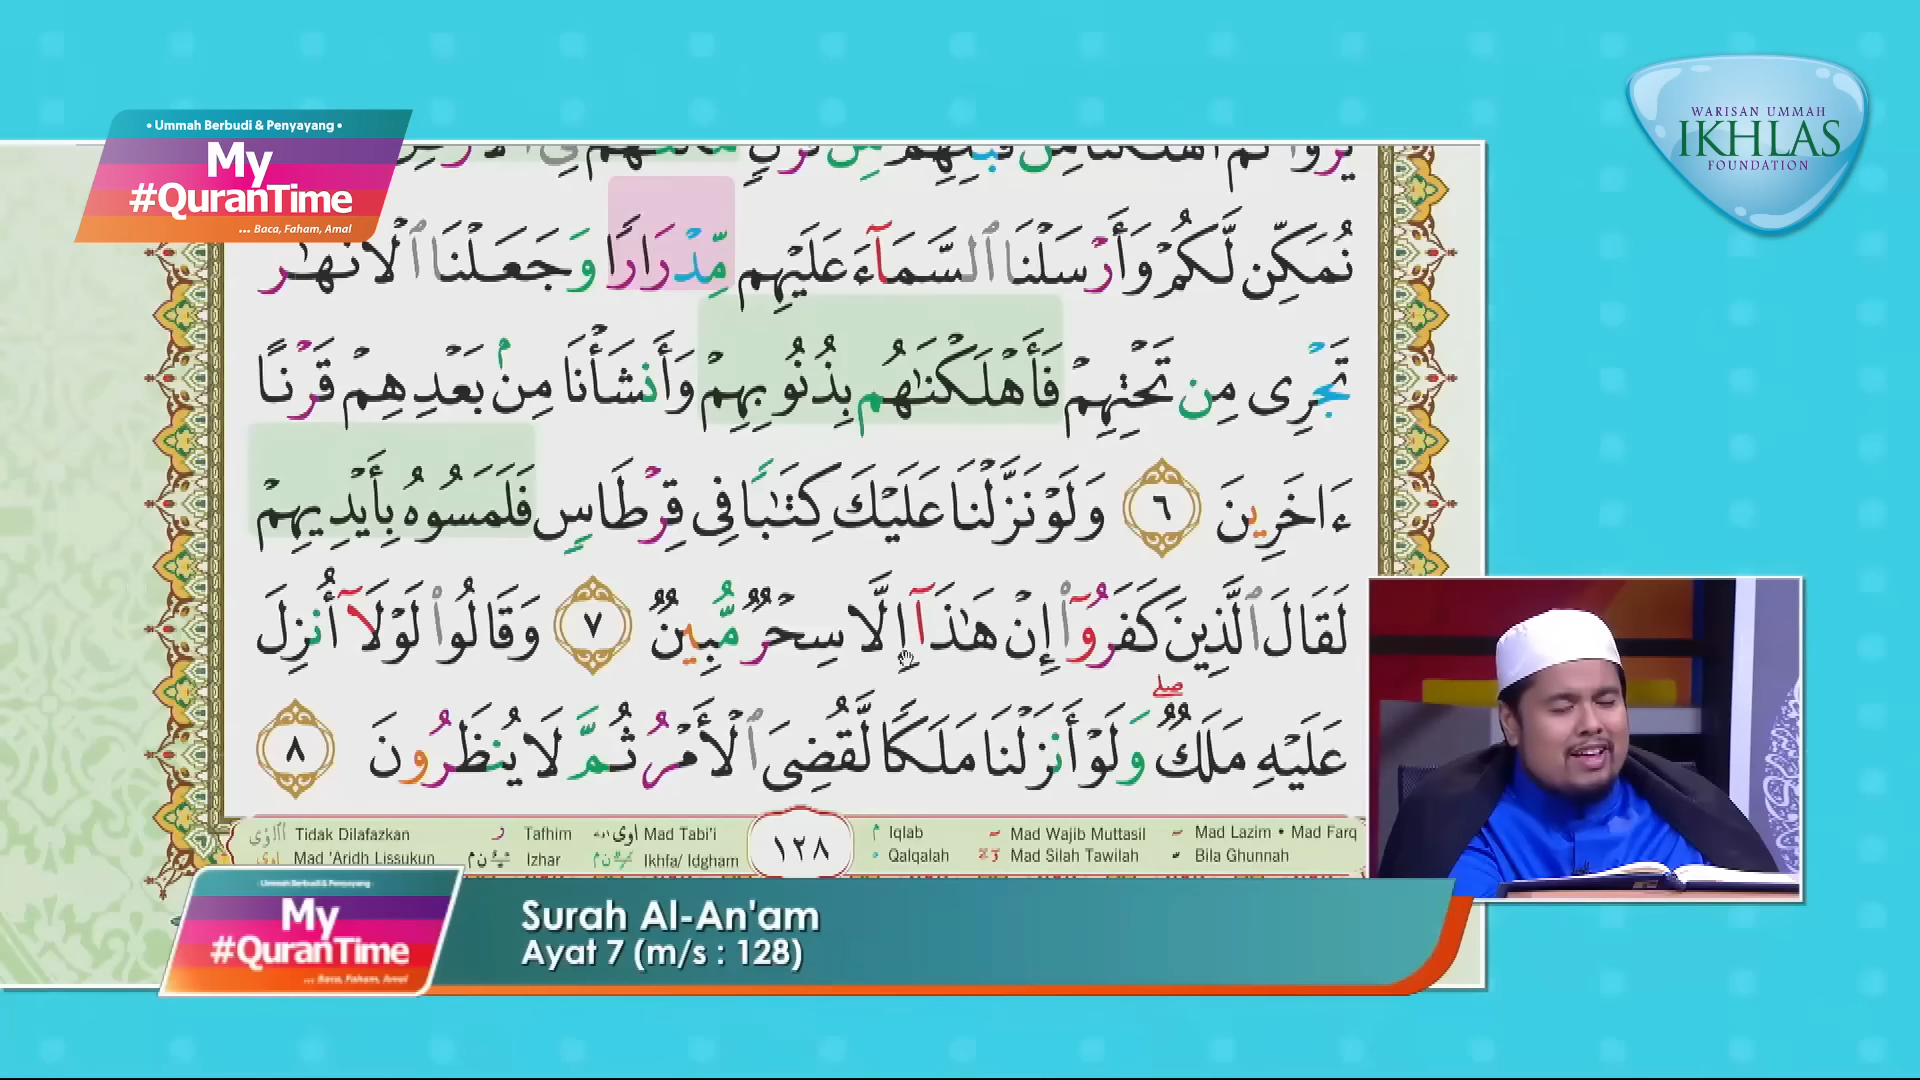 • Ummah Berbudi & Penyayang •
My
#QuranTime
... Baca, Faham, Amal
WARISAN UMMAH
IKHLAS
FOUNDATION
نُمَكِّن لَّكُمْ وَأَرْسَلْنَا ٱلسَّمَآءَ عَلَيْهِم مِّدْرَارًا وَجَعَلْنَا ٱلْأَنْهَٰرَ
تَجْرِى مِن تَحْتِهِمْ فَأَهْلَكْنَٰهُم بِذُنُوبِهِمْ وَأَنشَأْنَا مِنۢ بَعْدِهِمْ قَرْنًا
ءَاخَرِينَ ٦ وَلَوْ نَزَّلْنَا عَلَيْكَ كِتَٰبًا فِى قِرْطَاسٍ فَلَمَسُوهُ بِأَيْدِيهِمْ
لَقَالَ ٱلَّذِينَ كَفَرُوٓا۟ إِنْ هَٰذَآ إِلَّا سِحْرٌ مُّبِينٌ ٧ وَقَالُوا۟ لَوْلَآ أُنزِلَ
عَلَيْهِ مَلَكٌ ۖ وَلَوْ أَنزَلْنَا مَلَكًا لَّقُضِىَ ٱلْأَمْرُ ثُمَّ لَا يُنظَرُونَ ٨
Tidak Dilafazkan
Tafhim
Mad Tabi'i
١٢٨
Iqlab
Mad Wajib Muttasil
Mad Lazim • Mad Farq
Mad 'Aridh Lissukun
Izhar
Ikhfa/ Idgham
Qalqalah
Mad Silah Tawilah
Bila Ghunnah
Ummah Berbudi & Penyayang
My
#QuranTime
... Baca, Faham, Amal
Surah Al-An'am
Ayat 7 (m/s : 128)